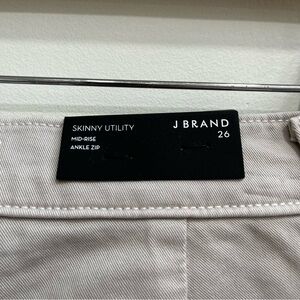 SKINNY UTILITY
MID-RISE
ANKLE ZIP
J BRAND
26